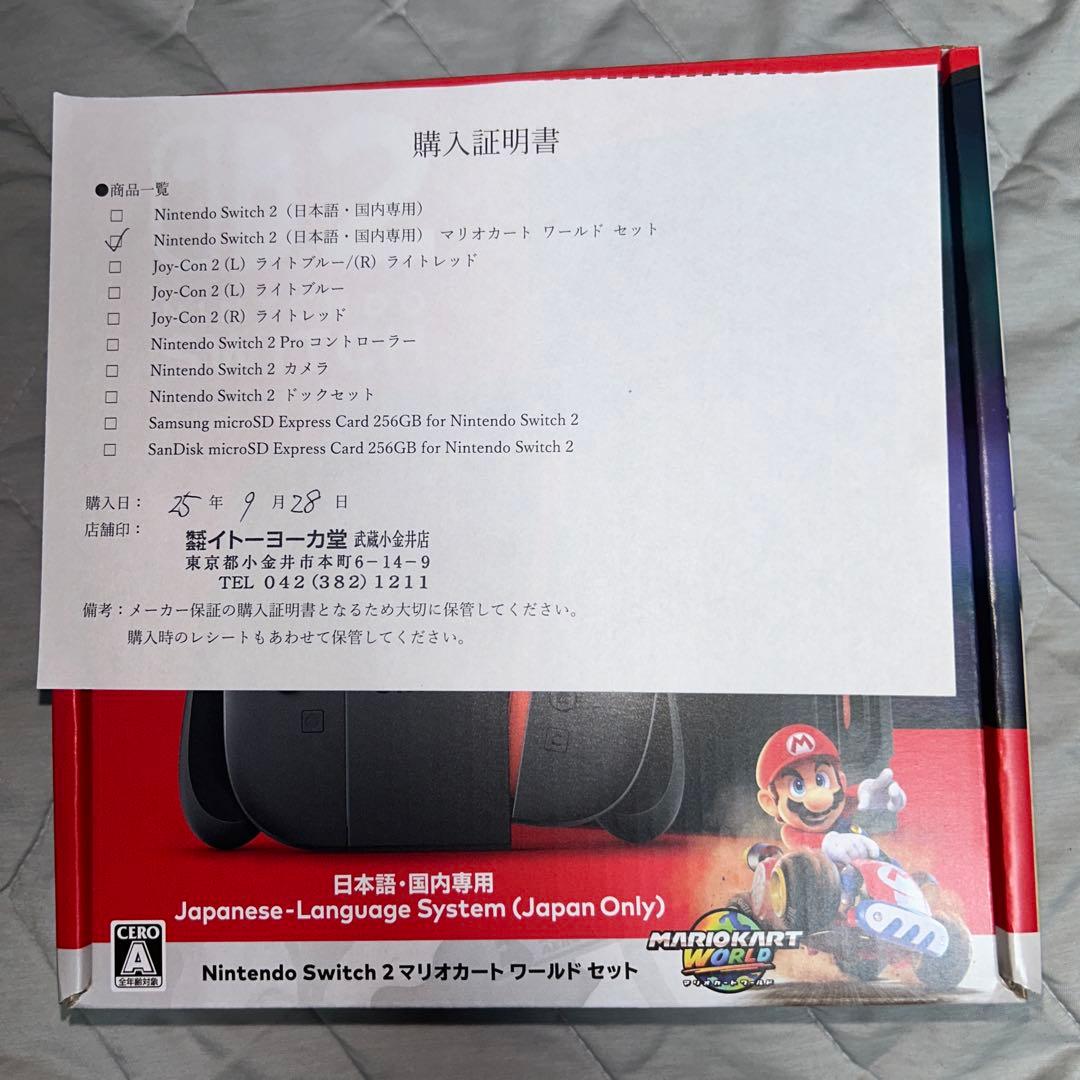 購入証明書
●商品一覧
□ Nintendo Switch 2（日本語・国内専用）
☑ Nintendo Switch 2（日本語・国内専用） マリオカート ワールド セット
□ Joy-Con 2 (L) ライトブルー/(R) ライトレッド
□ Joy-Con 2 (L) ライトブルー
□ Joy-Con 2 (R) ライトレッド
□ Nintendo Switch 2 Pro コントローラー
□ Nintendo Switch 2 カメラ
□ Nintendo Switch 2 ドックセット
□ Samsung microSD Express Card 256GB for Nintendo Switch 2
□ SanDisk microSD Express Card 256GB for Nintendo Switch 2
購入日： 25 年 9 月 28 日
店舗印：
株式会社イトーヨーカ堂 武蔵小金井店
東京都小金井市本町6−14−9
TEL 042 (382) 1211
備考：メーカー保証の購入証明書となるため大切に保管してください。
購入時のレシートもあわせて保管してください。
日本語・国内専用
Japanese-Language System (Japan Only)
CERO
A
全年齢対象
Nintendo Switch 2 マリオカート ワールド セット
MARIOKART
WORLD
マリオカート ワールド